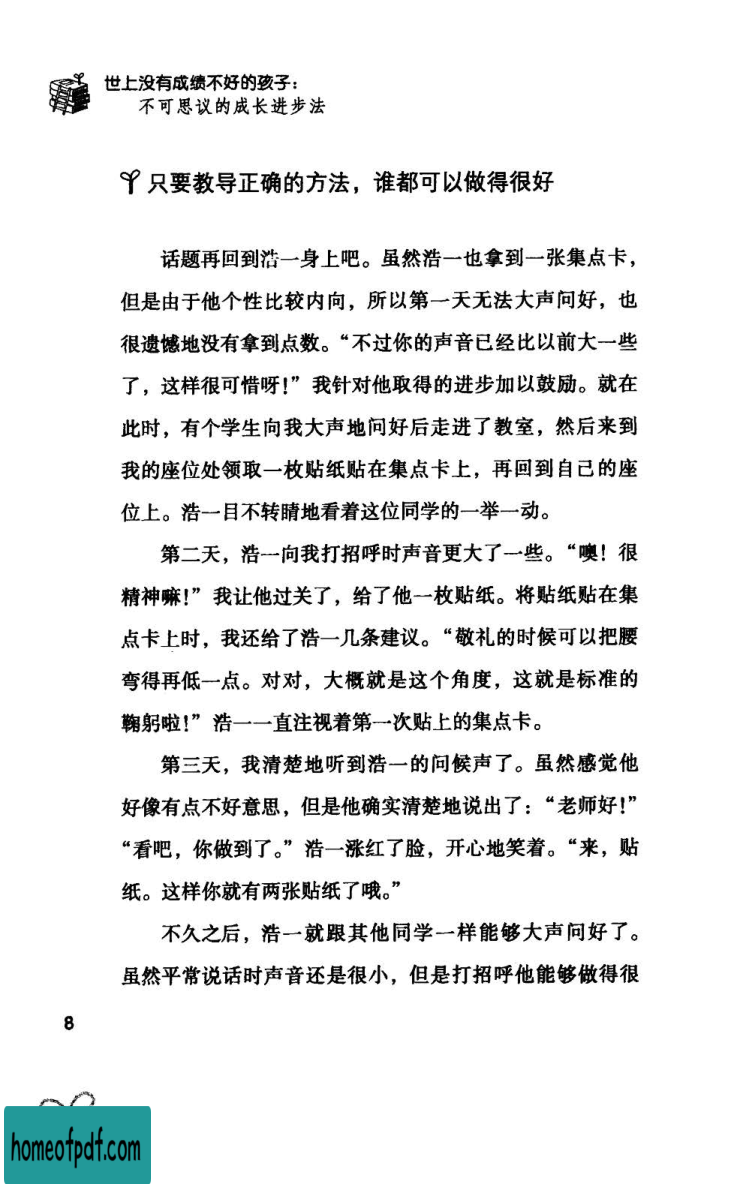 世上没有成绩不好的孩子：
不可思议的成长进步法
只要教导正确的方法，谁都可以做得很好
话题再回到浩一身上吧。虽然浩一也拿到一张集点卡，
但是由于他个性比较内向，所以第一天无法大声问好，也
很遗憾地没有拿到点数。“不过你的声音已经比以前大一些
了，这样很可惜呀！”我针对他取得的进步加以鼓励。就在
此时，有个学生向我大声地问好后走进了教室，然后来到
我的座位处领取一枚贴纸贴在集点卡上，再回到自己的座
位上。浩一目不转睛地看着这位同学的一举一动。
第二天，浩一向我打招呼时声音更大了一些。“噢！很
精神嘛！”我让他过关了，给了他一枚贴纸。将贴纸贴在集
点卡上时，我还给了浩一几条建议。“敬礼的时候可以把腰
弯得再低一点。对对，大概就是这个角度，这就是标准的
鞠躬啦！”浩一一直注视着第一次贴上的集点卡。
第三天，我清楚地听到浩一的问候声了。虽然感觉他
好像有点不好意思，但是他确实清楚地说出了：“老师好！”
“看吧，你做到了。”浩一涨红了脸，开心地笑着。“来，贴
纸。这样你就有两张贴纸了哦。”
不久之后，浩一就跟其他同学一样能够大声问好了。
虽然平常说话时声音还是很小，但是打招呼他能够做得很
8
homeofpdf.com